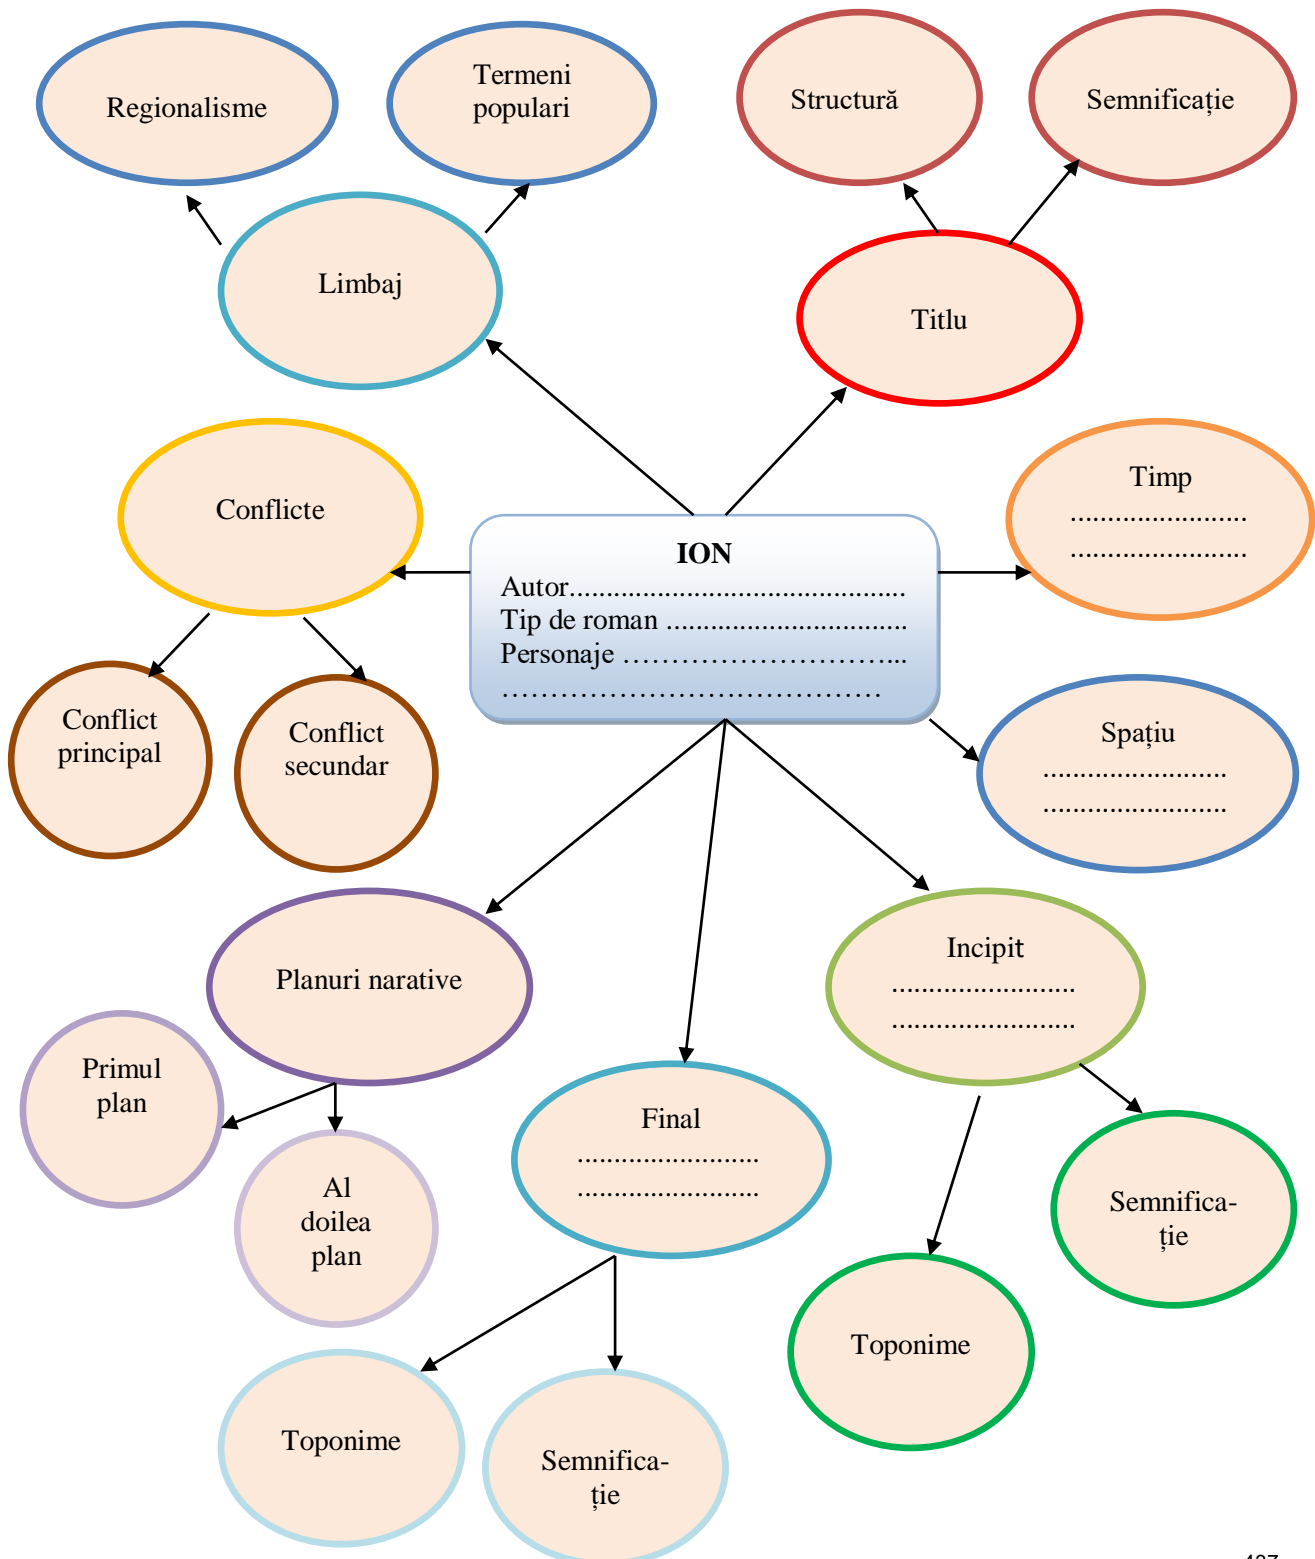 Regionalisme
Termeni
populari
Structură
Semnificație
Limbaj
Titlu
Conflicte
Timp
........................
........................
ION
Autor.............................................
Tip de roman ................................
Personaje ………………………...
…………………………………
Conflict
principal
Conflict
secundar
Spațiu
.........................
.........................
Planuri narative
Incipit
.........................
.........................
Primul
plan
Al
doilea
plan
Final
.........................
.........................
Semnifica-
ție
Toponime
Toponime
Semnifica-
ție